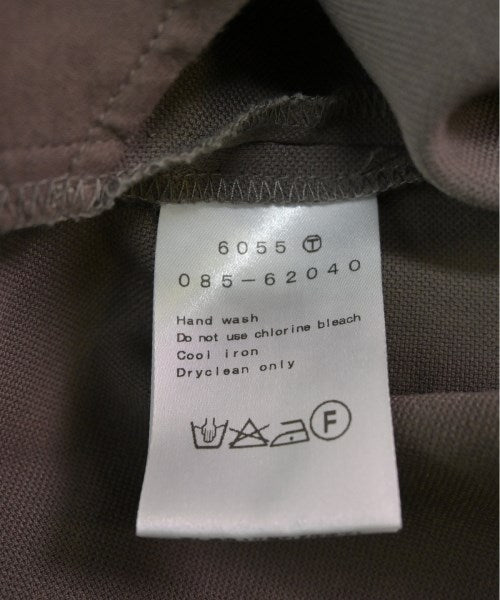 6055 Ⓣ
085-62040
Hand wash
Do not use chlorine bleach
Cool iron
Dryclean only
F